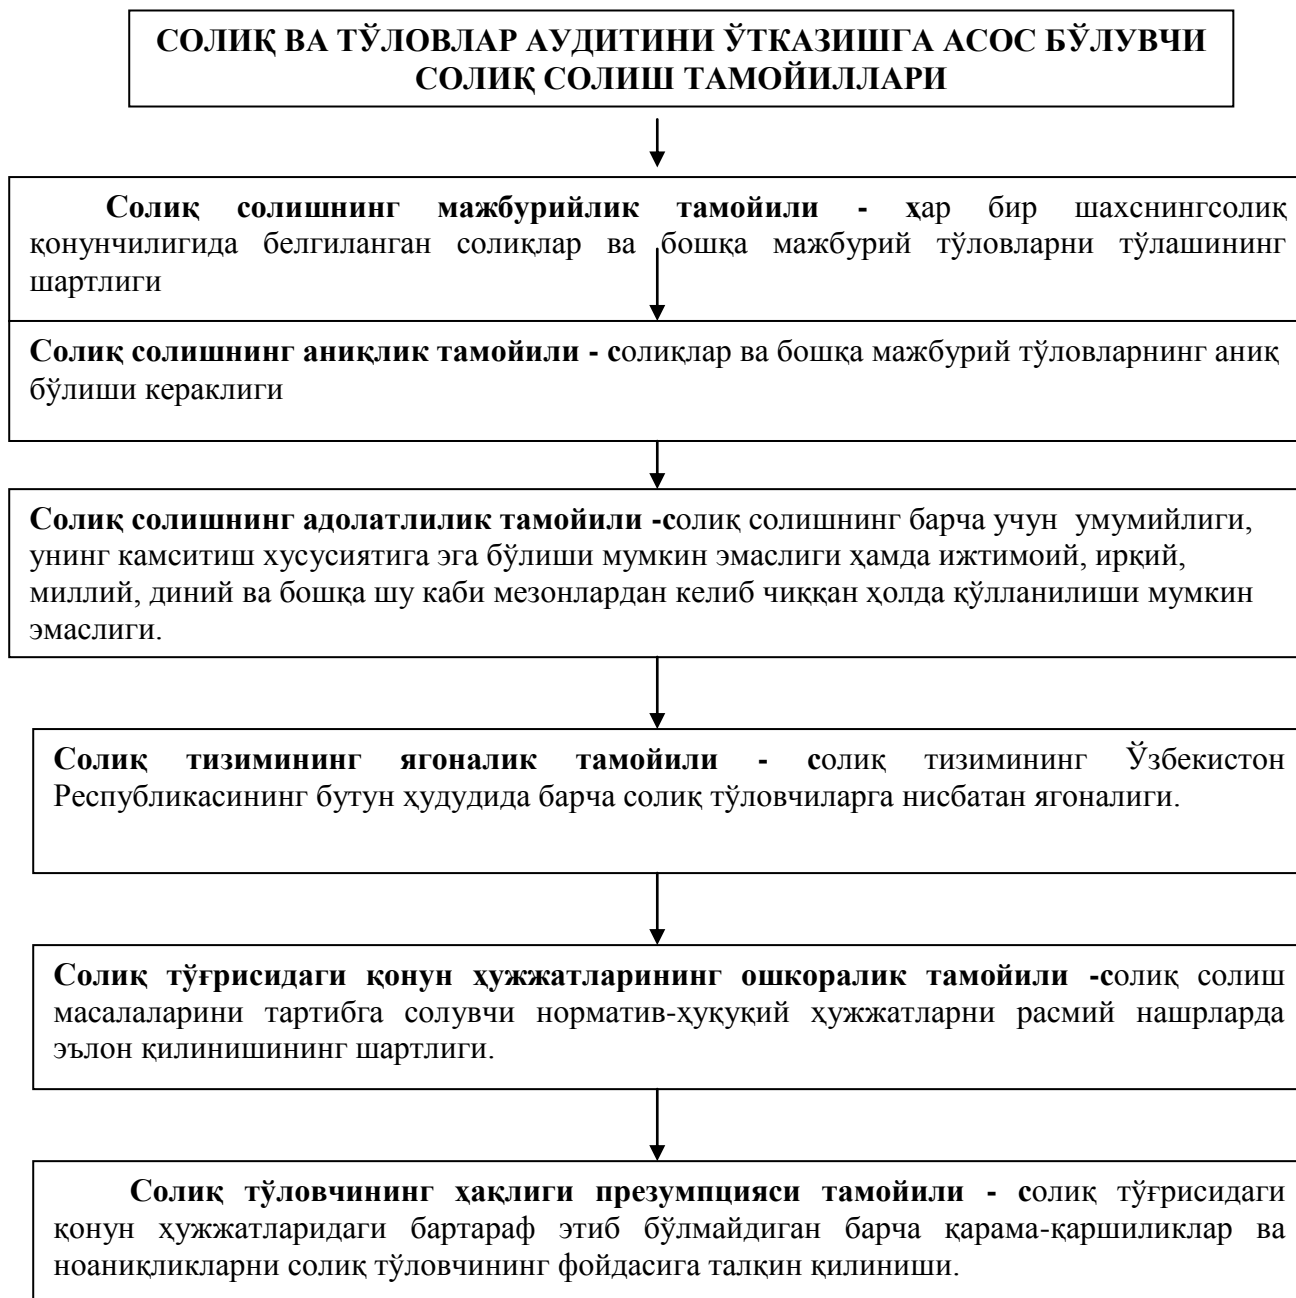 СОЛИҚ ВА ТЎЛОВЛАР АУДИТИНИ ЎТКАЗИШГА АСОС БЎЛУВЧИ
СОЛИҚ СОЛИШ ТАМОЙИЛЛАРИ
Солиқ солишнинг мажбурийлик тамойили - ҳар бир шахснингсолиқ
қонунчилигида белгиланган солиқлар ва бошқа мажбурий тўловларни тўлашининг
шартлиги
Солиқ солишнинг аниқлик тамойили - солиқлар ва бошқа мажбурий тўловларнинг аниқ
бўлиши кераклиги
Солиқ солишнинг адолатлилик тамойили -солиқ солишнинг барча учун умумийлиги,
унинг камситиш хусусиятига эга бўлиши мумкин эмаслиги ҳамда ижтимоий, ирқий,
миллий, диний ва бошқа шу каби мезонлардан келиб чиққан ҳолда қўлланилиши мумкин
эмаслиги.
Солиқ тизимининг ягоналик тамойили - солиқ тизимининг Ўзбекистон
Республикасининг бутун ҳудудида барча солиқ тўловчиларга нисбатан ягоналиги.
Солиқ тўғрисидаги қонун ҳужжатларининг ошкоралик тамойили -солиқ солиш
масалаларини тартибга солувчи норматив-ҳуқуқий ҳужжатларни расмий нашрларда
эълон қилинишининг шартлиги.
Солиқ тўловчининг ҳақлиги презумпцияси тамойили - солиқ тўғрисидаги
қонун ҳужжатларидаги бартараф этиб бўлмайдиган барча қарама-қаршиликлар ва
ноаниқликларни солиқ тўловчининг фойдасига талқин қилиниши.